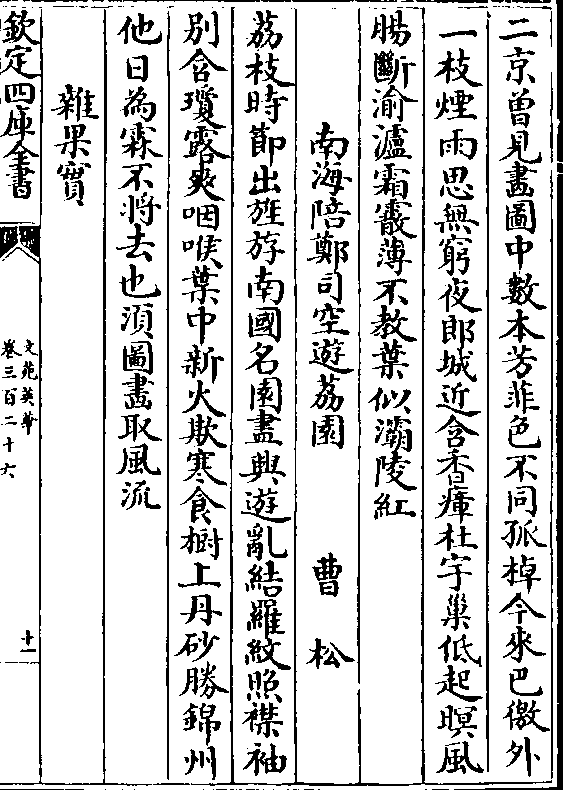 二京曽見畫圖中數本芳菲色不同孤棹今來巴徼外
一枝煙雨思無窮夜郎城近含香瘴杜宇巢低起暝風
腸斷渝瀘霜霰薄不教葉似灞陵紅
南海陪鄭司空遊荔園 曹松
荔枝時節出旌斿南國名園盡興遊亂結羅紋照襟袖
別含瓊露爽咽喉葉中新火欺寒食樹上丹砂勝錦州
他日為霖不將去也湏圖畫取風流
雜果實
欽定四庫全書
文苑英華
卷三百二十六
十一